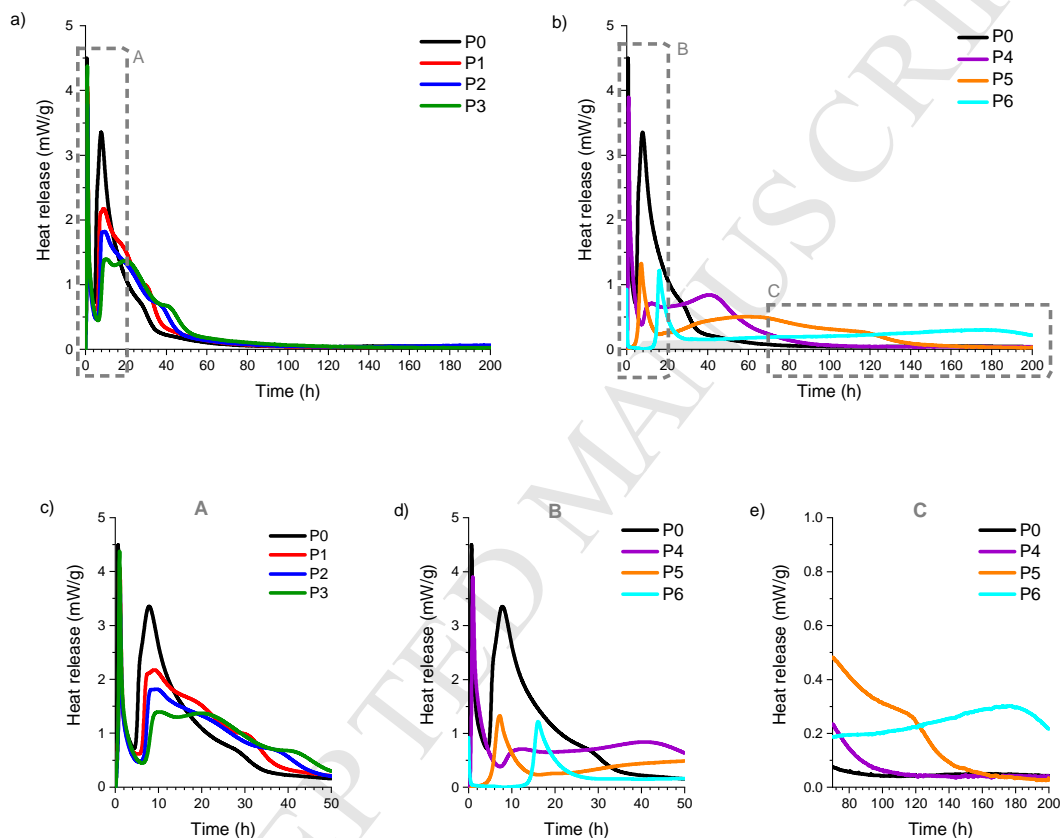 a)
5
4
3
2
1
0
Heat release (mW/g)
A
P0
P1
P2
P3
0 20 40 60 80 100 120 140 160 180 200
Time (h)
b)
5
4
3
2
1
0
Heat release (mW/g)
B
C
P0
P4
P5
P6
0 20 40 60 80 100 120 140 160 180 200
Time (h)
c)
A
5
4
3
2
1
0
Heat release (mW/g)
P0
P1
P2
P3
0 10 20 30 40 50
Time (h)
d)
B
5
4
3
2
1
0
Heat release (mW/g)
P0
P4
P5
P6
0 10 20 30 40 50
Time (h)
e)
C
1.0
0.8
0.6
0.4
0.2
0.0
Heat release (mW/g)
P0
P4
P5
P6
80 100 120 140 160 180 200
Time (h)
PTED MANUSCRI